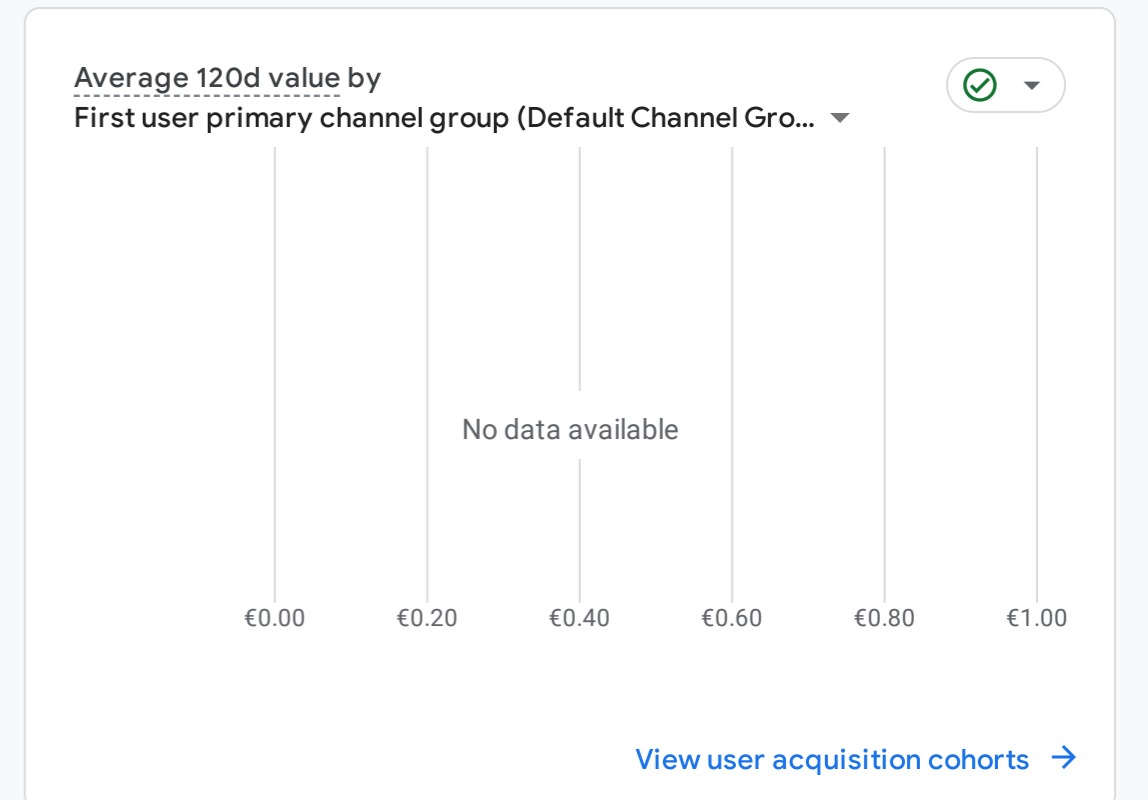 Average 120d value by
First user primary channel group (Default Channel Gro...
No data available
€0.00 €0.20 €0.40 €0.60 €0.80 €1.00
View user acquisition cohorts